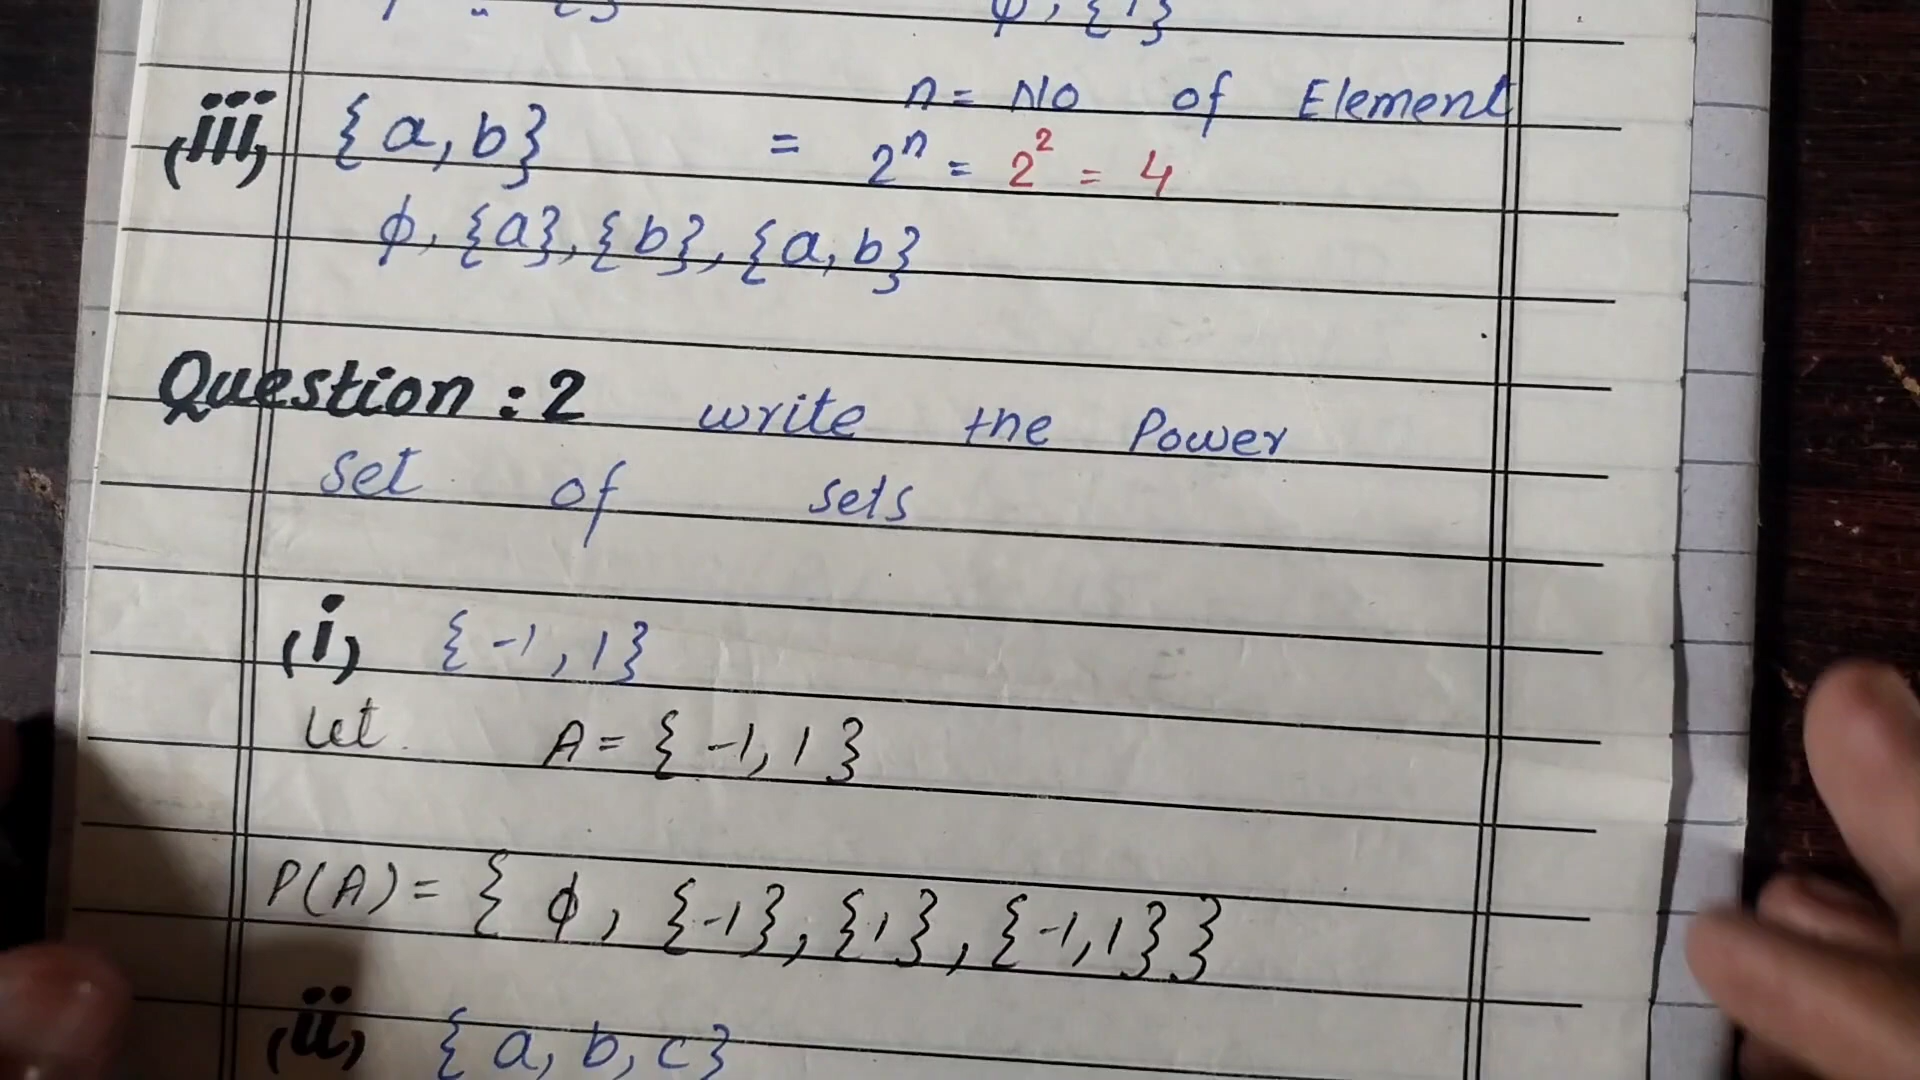 φ, {1}
n = No of Element
(iii) {a, b} = 2ⁿ = 2² = 4
φ, {a}, {b}, {a, b}
Question : 2 write the Power
set of sets
(i) {-1, 1}
Let A = {-1, 1}
P(A) = { φ, {-1}, {1}, {-1, 1} }
(ii) {a, b, c}